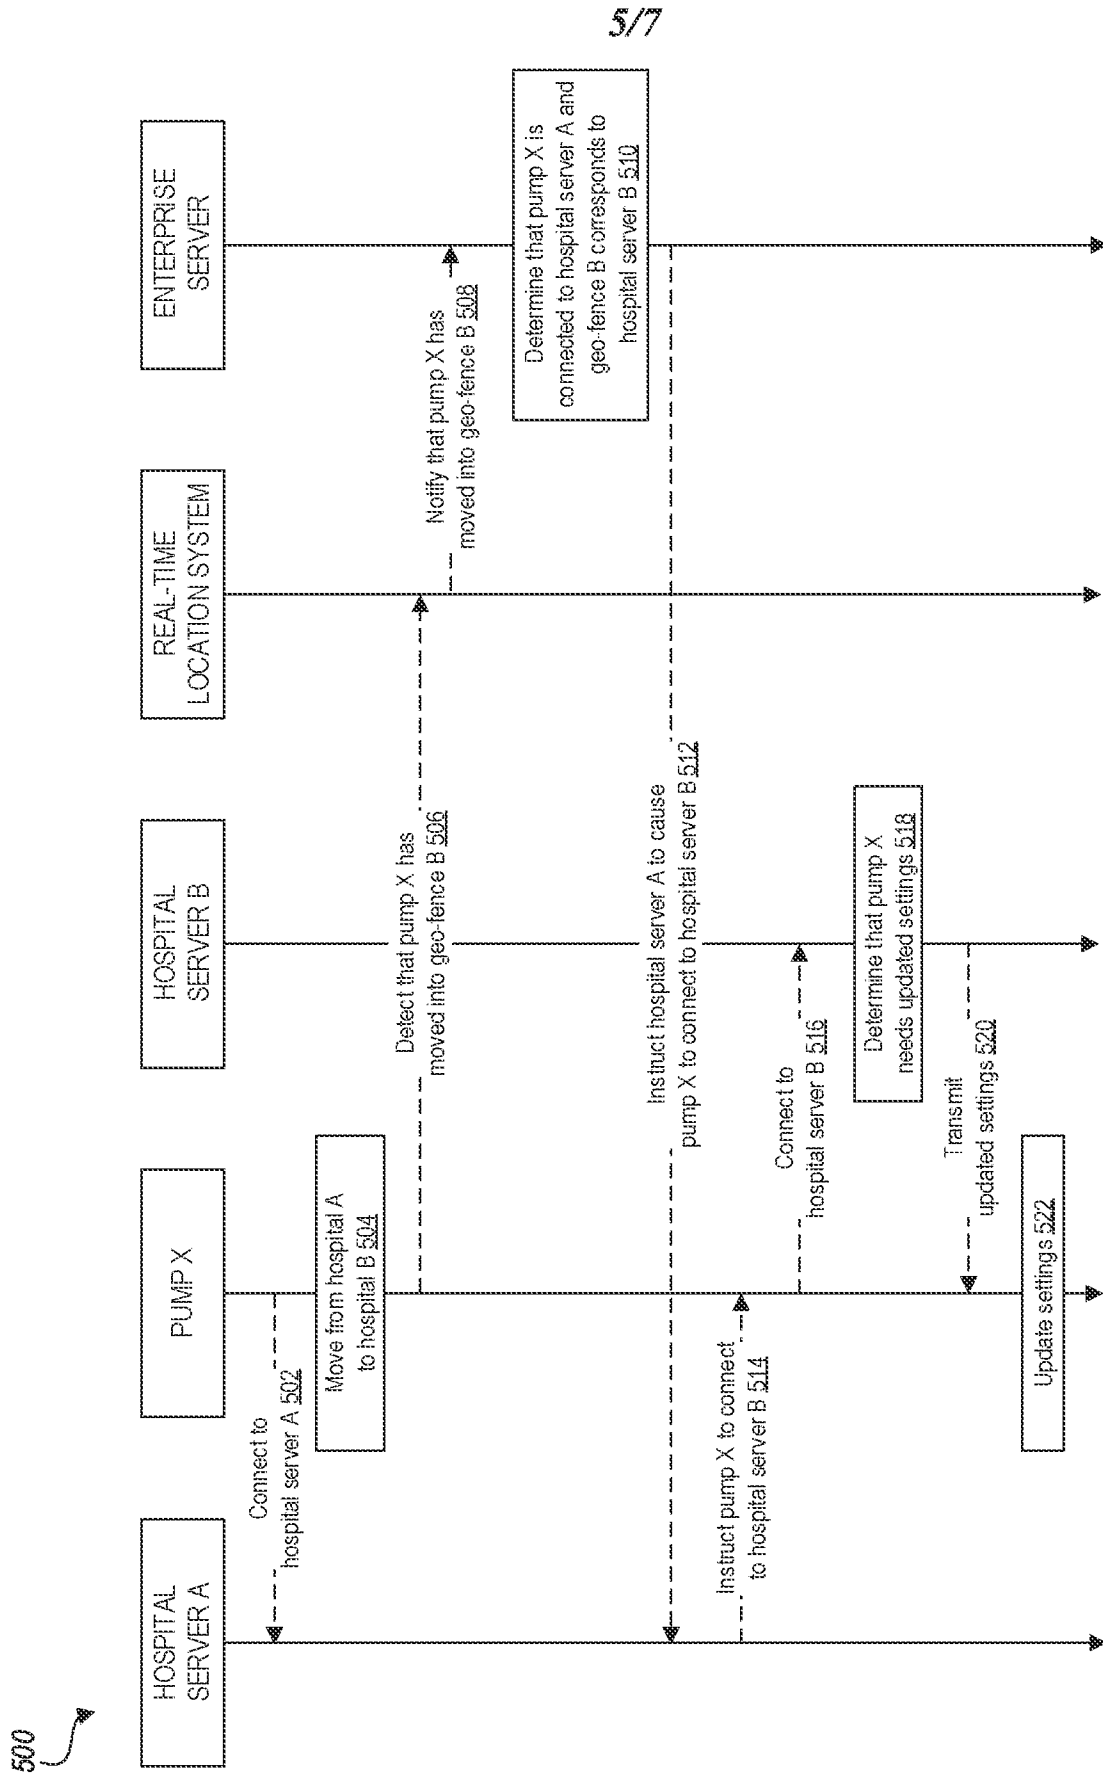 5/7
500
HOSPITAL
SERVER A
PUMP X
HOSPITAL
SERVER B
REAL-TIME
LOCATION SYSTEM
ENTERPRISE
SERVER
Connect to
hospital server A 502
Move from hospital A
to hospital B 504
Detect that pump X has
moved into geo-fence B 506
Notify that pump X has
moved into geo-fence B 508
Determine that pump X is
connected to hospital server A and
geo-fence B corresponds to
hospital server B 510
Instruct hospital server A to cause
pump X to connect to hospital server B 512
Instruct pump X to connect
to hospital server B 514
Connect to
hospital server B 516
Determine that pump X
needs updated settings 518
Transmit
updated settings 520
Update settings 522